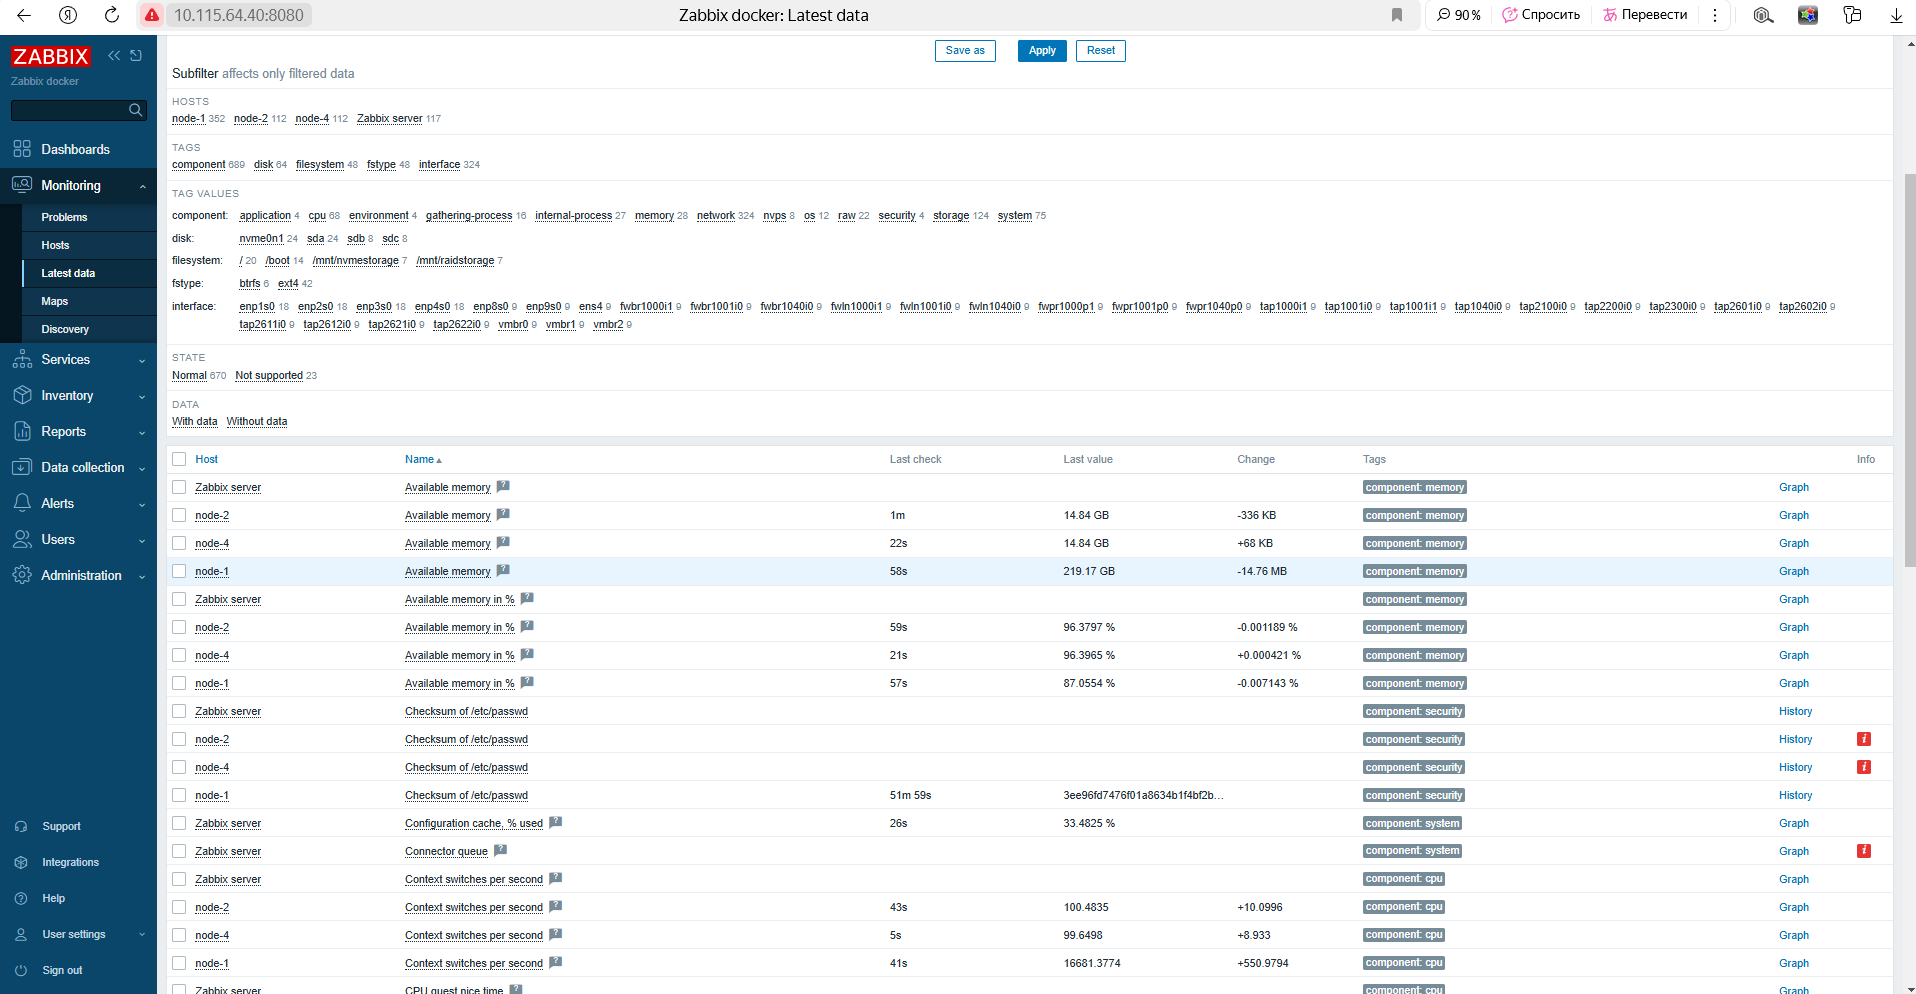 10.115.64.40:8080 Zabbix docker: Latest data 90% Спросить Перевести
ZABBIX
Zabbix docker
Dashboards
Monitoring
Problems
Hosts
Latest data
Maps
Discovery
Services
Inventory
Reports
Data collection
Alerts
Users
Administration
Support
Integrations
Help
User settings
Sign out
Save as Apply Reset
Subfilter affects only filtered data
HOSTS
node-1 352 node-2 112 node-4 112 Zabbix server 117
TAGS
component 689 disk 64 filesystem 48 fstype 48 interface 324
TAG VALUES
component: application 4 cpu 68 environment 4 gathering-process 16 internal-process 27 memory 28 network 324 nvps 8 os 12 raw 22 security 4 storage 124 system 75
disk: nvme0n1 24 sda 24 sdb 8 sdc 8
filesystem: / 20 /boot 14 /mnt/nvmestorage 7 /mnt/raidstorage 7
fstype: btrfs 6 ext4 42
interface: enp1s0 18 enp2s0 18 enp3s0 18 enp4s0 18 enp8s0 9 enp9s0 9 ens4 9 fwbr1000i1 9 fwbr1001i0 9 fwbr1040i0 9 fwln1000i1 9 fwln1001i0 9 fwln1040i0 9 fwpr1000p1 9 fwpr1001p0 9 fwpr1040p0 9 tap1000i1 9 tap1001i0 9 tap1001i1 9 tap1040i0 9 tap2100i0 9 tap2200i0 9 tap2300i0 9 tap2601i0 9 tap2602i0 9
tap2611i0 9 tap2612i0 9 tap2621i0 9 tap2622i0 9 vmbr0 9 vmbr1 9 vmbr2 9
STATE
Normal 670 Not supported 23
DATA
With data Without data
Host Name Last check Last value Change Tags Info
Zabbix server Available memory component: memory Graph
node-2 Available memory 1m 14.84 GB -336 KB component: memory Graph
node-4 Available memory 22s 14.84 GB +68 KB component: memory Graph
node-1 Available memory 58s 219.17 GB -14.76 MB component: memory Graph
Zabbix server Available memory in % component: memory Graph
node-2 Available memory in % 59s 96.3797 % -0.001189 % component: memory Graph
node-4 Available memory in % 21s 96.3965 % +0.000421 % component: memory Graph
node-1 Available memory in % 57s 87.0554 % -0.007143 % component: memory Graph
Zabbix server Checksum of /etc/passwd component: security History
node-2 Checksum of /etc/passwd component: security History i
node-4 Checksum of /etc/passwd component: security History i
node-1 Checksum of /etc/passwd 51m 59s 3ee96fd7476f01a8634b1f4bf2b... component: security History
Zabbix server Configuration cache, % used 26s 33.4825 % component: system Graph
Zabbix server Connector queue component: system Graph i
Zabbix server Context switches per second component: cpu Graph
node-2 Context switches per second 43s 100.4835 +10.0996 component: cpu Graph
node-4 Context switches per second 5s 99.6498 +8.933 component: cpu Graph
node-1 Context switches per second 41s 16681.3774 +550.9794 component: cpu Graph
Zabbix server CPU guest nice time component: cpu Graph